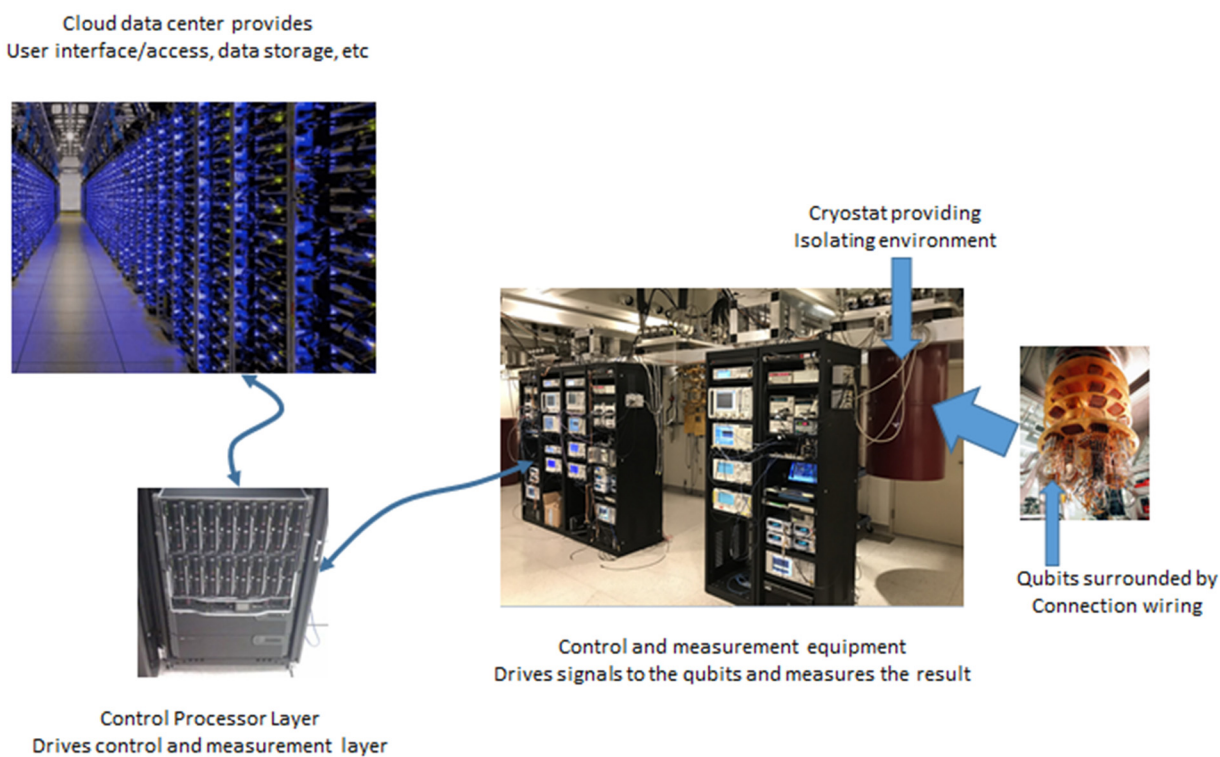 Cloud data center provides
User interface/access, data storage, etc
Cryostat providing
Isolating environment
Qubits surrounded by
Connection wiring
Control and measurement equipment
Drives signals to the qubits and measures the result
Control Processor Layer
Drives control and measurement layer